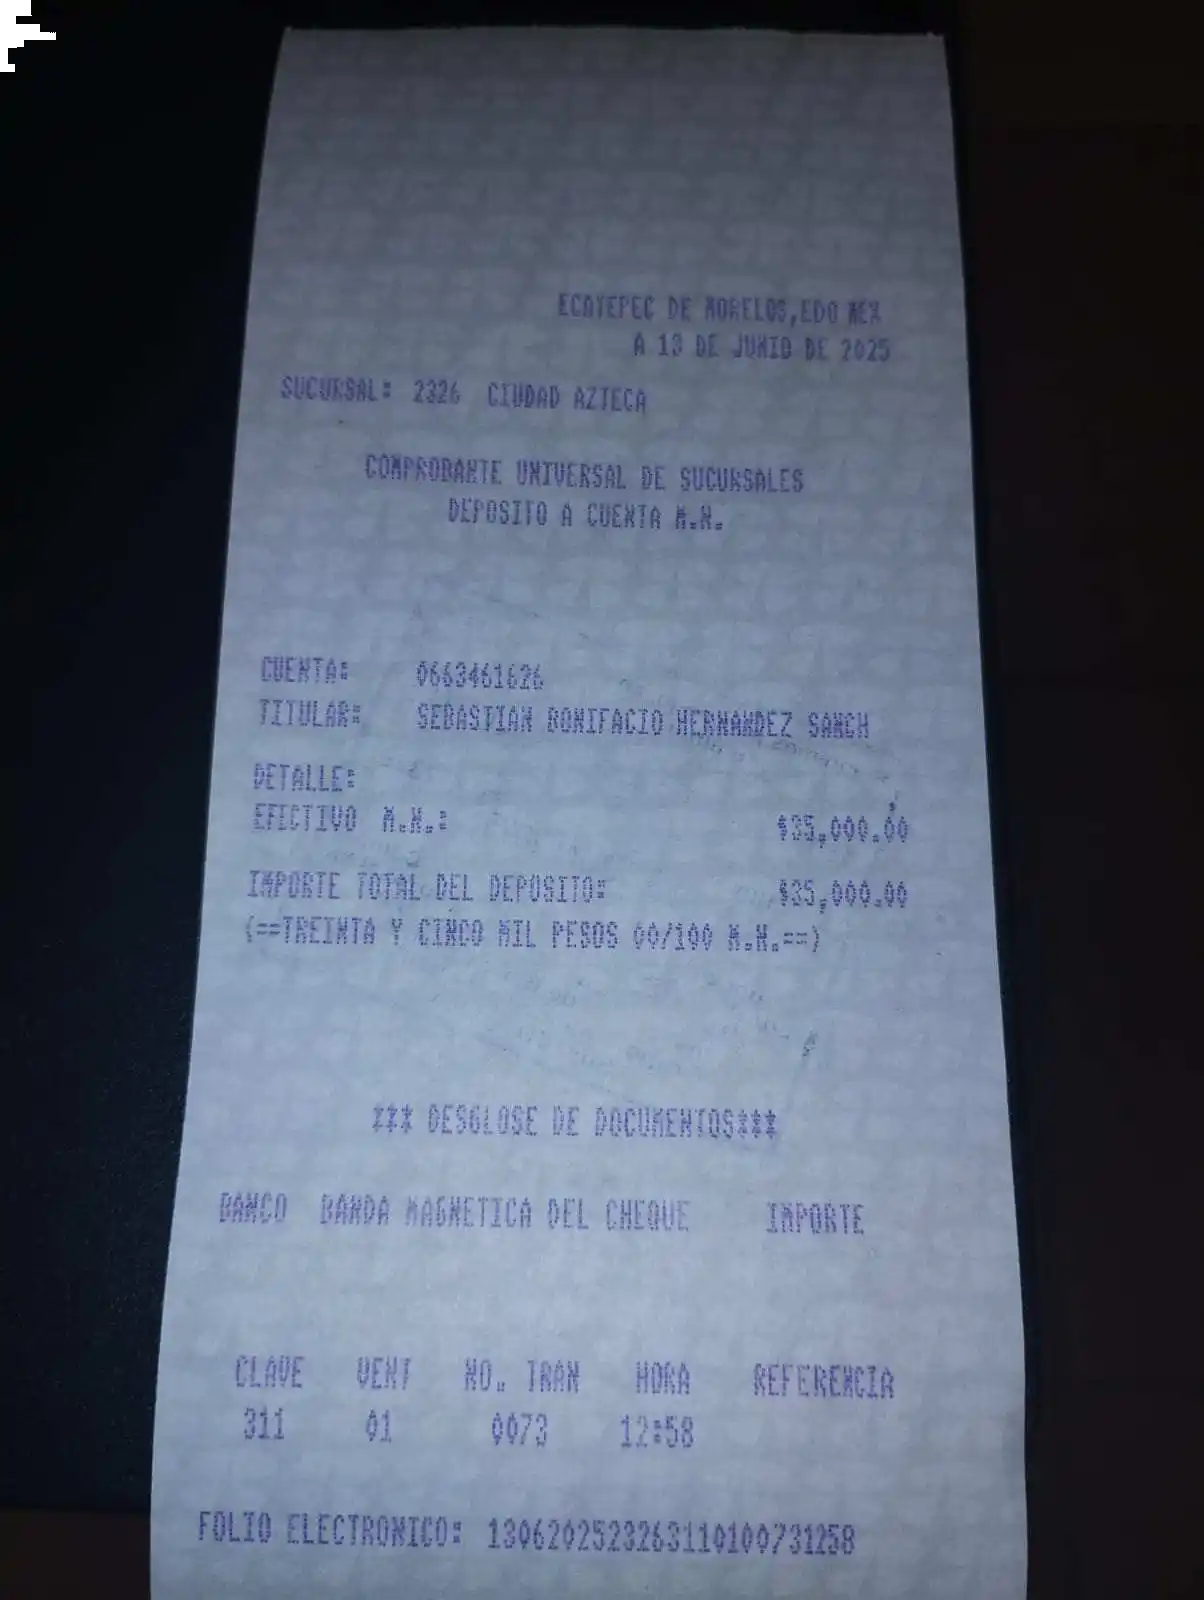 ECATEPEC DE MORELOS,EDO MEX
A 13 DE JUNIO DE 2025
SUCURSAL: 2326 CIUDAD AZTECA
COMPROBANTE UNIVERSAL DE SUCURSALES
DEPOSITO A CUENTA M.N.
CUENTA: 0663461626
TITULAR: SEBASTIAN BONIFACIO HERNANDEZ SANCH
DETALLE:
EFECTIVO M.N.: $35,000.00
IMPORTE TOTAL DEL DEPOSITO: $35,000.00
(==TREINTA Y CINCO MIL PESOS 00/100 M.N.==)
*** DESGLOSE DE DOCUMENTOS***
BANCO BANDA MAGNETICA DEL CHEQUE IMPORTE
CLAVE VENT NO. TRAN HORA REFERENCIA
311 01 0073 12:58
FOLIO ELECTRONICO: 130620252326311010073​1258